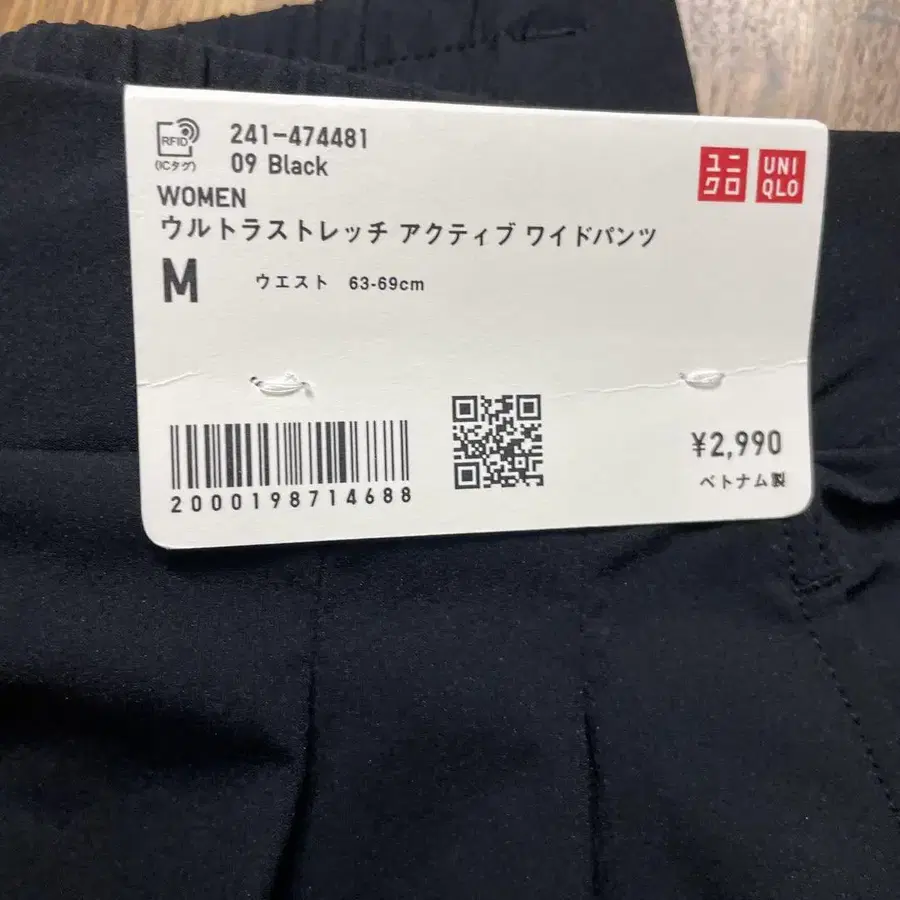 RFID
(ICタグ)
241-474481
09 Black
ユニ
クロ
UNI
QLO
WOMEN
ウルトラストレッチ アクティブ ワイドパンツ
M
ウエスト 63-69cm
2000198714688
¥2,990
ベトナム製